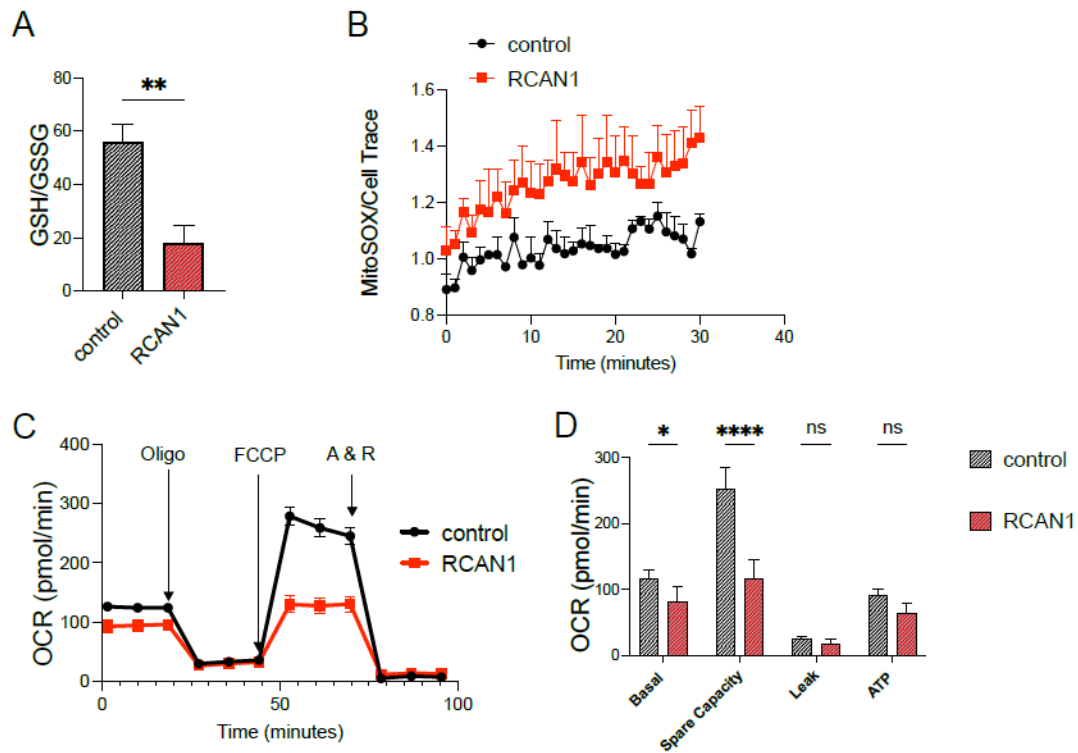 A
**
GSH/GSSG
80
60
40
20
0
control
RCAN1
B
control
RCAN1
MitoSOX/Cell Trace
1.6
1.4
1.2
1.0
0.8
0 10 20 30 40
Time (minutes)
C
OCR (pmol/min)
400
300
200
100
0
Oligo FCCP A & R
control
RCAN1
0 50 100
Time (minutes)
D
* **** ns ns
OCR (pmol/min)
300
200
100
0
Basal Spare Capacity Leak ATP
control
RCAN1